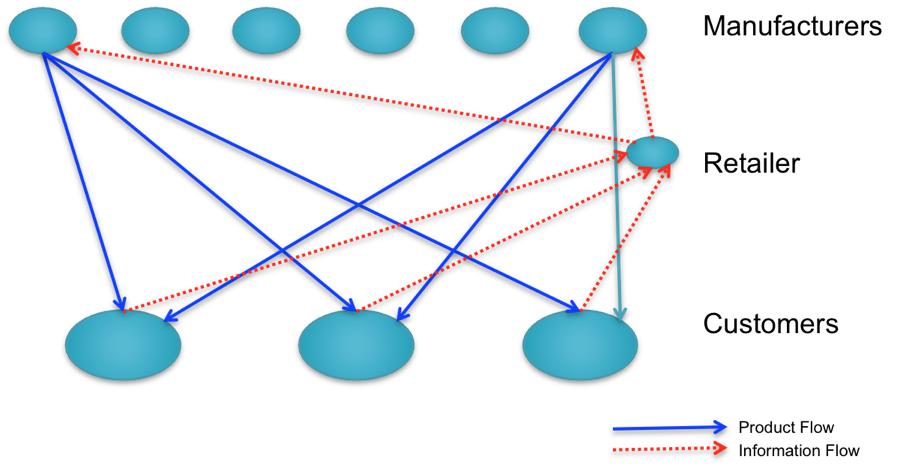 Manufacturers
Retailer
Customers
Product Flow
Information Flow